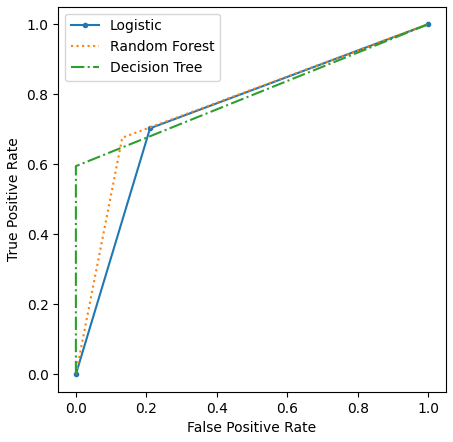 Logistic
Random Forest
Decision Tree
True Positive Rate
1.0
0.8
0.6
0.4
0.2
0.0
0.0 0.2 0.4 0.6 0.8 1.0
False Positive Rate